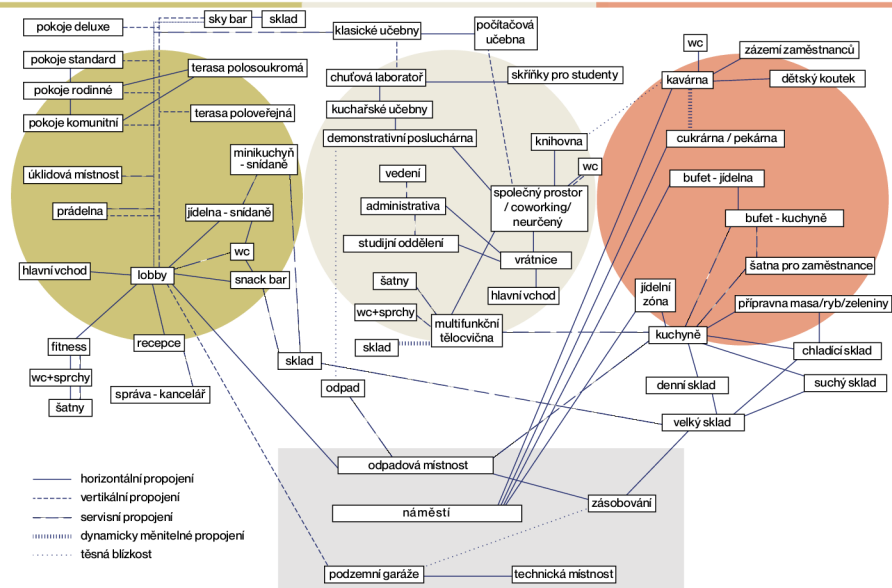 pokoje deluxe
sky bar
sklad
klasické učebny
počítačová
učebna
wc
zázemí zaměstnanců
pokoje standard
terasa polosoukromá
chuťová laboratoř
skříňky pro studenty
kavárna
dětský koutek
pokoje rodinné
kuchařské učebny
terasa poloveřejná
pokoje komunitní
demonstrativní posluchárna
knihovna
cukrárna / pekárna
minikuchyň
- snídaně
wc
úklidová místnost
vedení
bufet - jídelna
společný prostor
/ coworking/
neurčený
prádelna
jídelna - snídaně
administrativa
bufet - kuchyně
studijní oddělení
wc
vrátnice
šatna pro zaměstnance
hlavní vchod
lobby
snack bar
šatny
hlavní vchod
jídelní
zóna
přípravna masa/ryb/zeleniny
wc+sprchy
multifunkční
tělocvična
kuchyně
fitness
recepce
sklad
sklad
chladící sklad
wc+sprchy
správa - kancelář
odpad
denní sklad
suchý sklad
šatny
velký sklad
odpadová místnost
horizontální propojení
vertikální propojení
servisní propojení
dynamicky měnitelné propojení
těsná blízkost
zásobování
náměstí
podzemní garáže
technická místnost